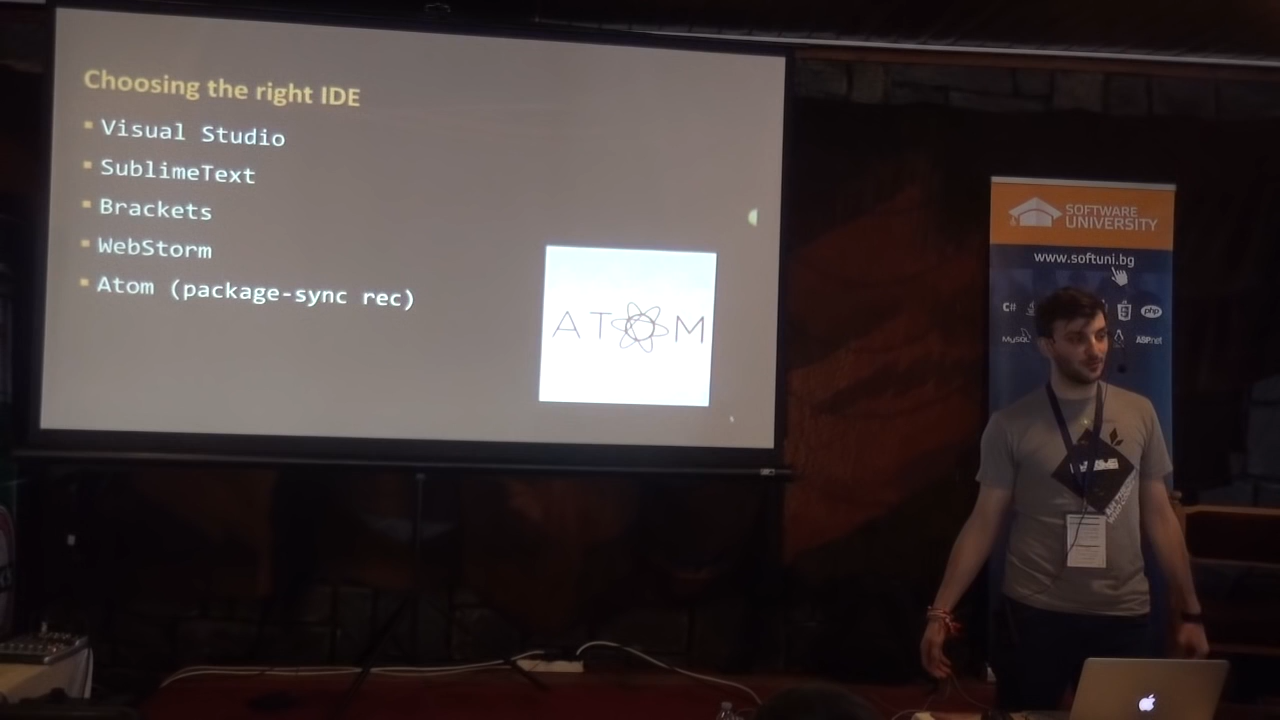 Choosing the right IDE
Visual Studio
SublimeText
Brackets
WebStorm
Atom (package-sync rec)
ATOM
SOFTWARE
UNIVERSITY
www.softuni.bg
C#
php
MySQL
ASP.net